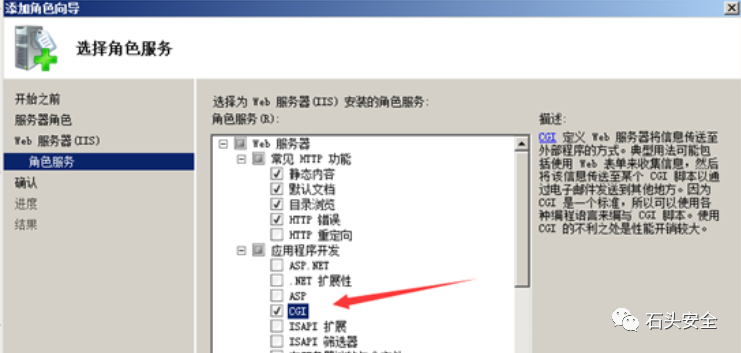 添加角色向导
选择角色服务
开始之前
服务器角色
Web 服务器(IIS)
角色服务
确认
进度
结果
选择为 Web 服务器(IIS) 安装的角色服务:
角色服务(R):
Web 服务器
常见 HTTP 功能
静态内容
默认文档
目录浏览
HTTP 错误
HTTP 重定向
应用程序开发
ASP.NET
.NET 扩展性
ASP
CGI
ISAPI 扩展
ISAPI 筛选器
描述:
CGI 定义 Web 服务器将信息传送至
外部程序的方式。典型用法可能包
括使用 Web 表单来收集信息，然后
将该信息传送至某个 CGI 脚本以通
过电子邮件发送到其他地方。因为
CGI 是一个标准，所以可以使用各
种编程语言来编写 CGI 脚本。使用
CGI 的不利之处是性能开销较大。
石头安全